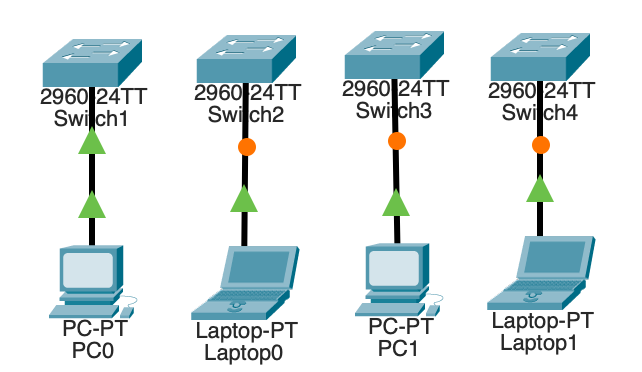 2960-24TT
Switch1
2960-24TT
Switch2
2960-24TT
Switch3
2960-24TT
Switch4
PC-PT
PC0
Laptop-PT
Laptop0
PC-PT
PC1
Laptop-PT
Laptop1